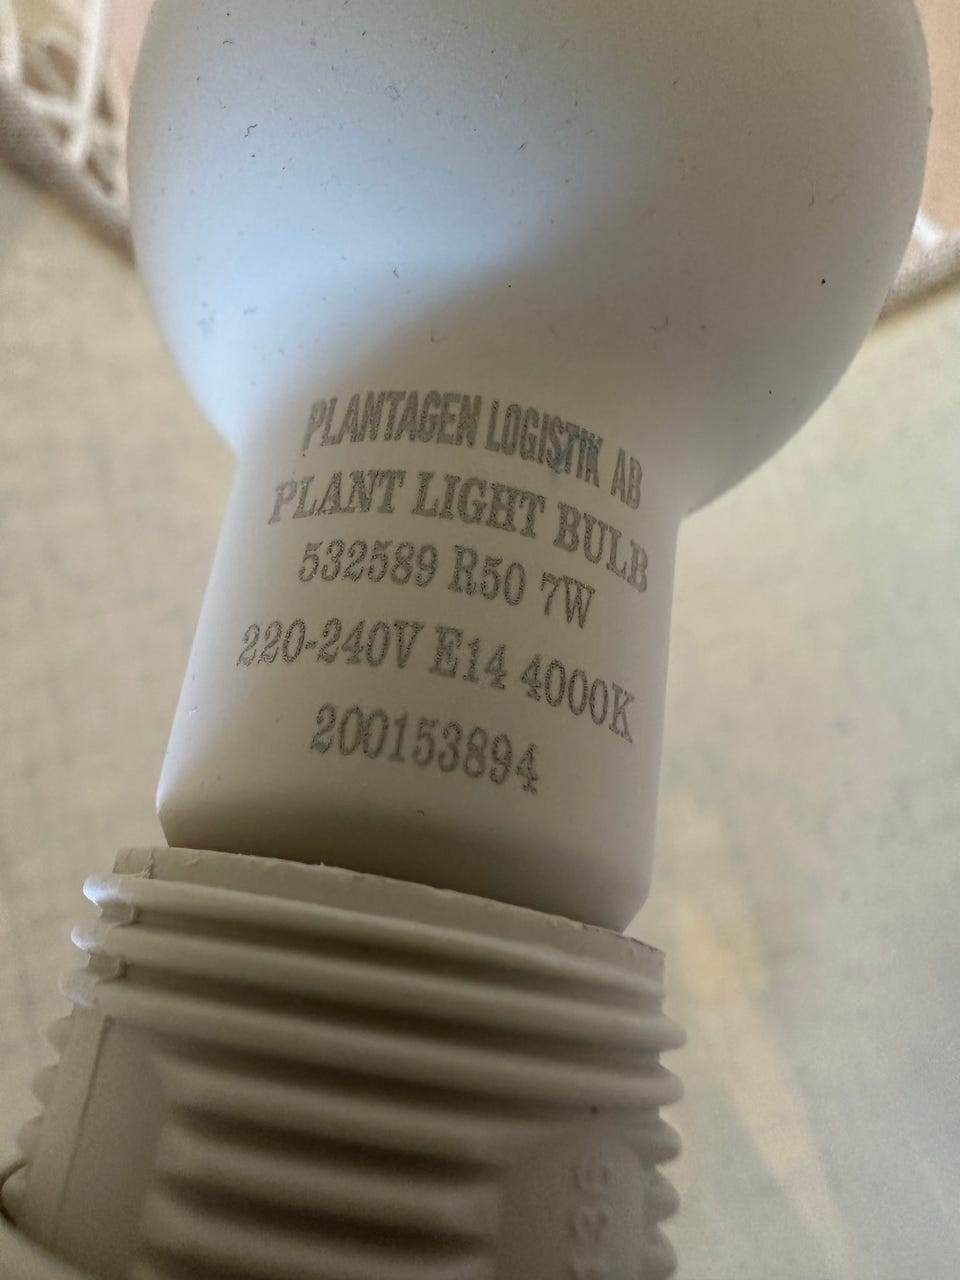 PLANTAGEN LOGISTIK AB
PLANT LIGHT BULB
532589 R50 7W
220-240V E14 4000K
200153894